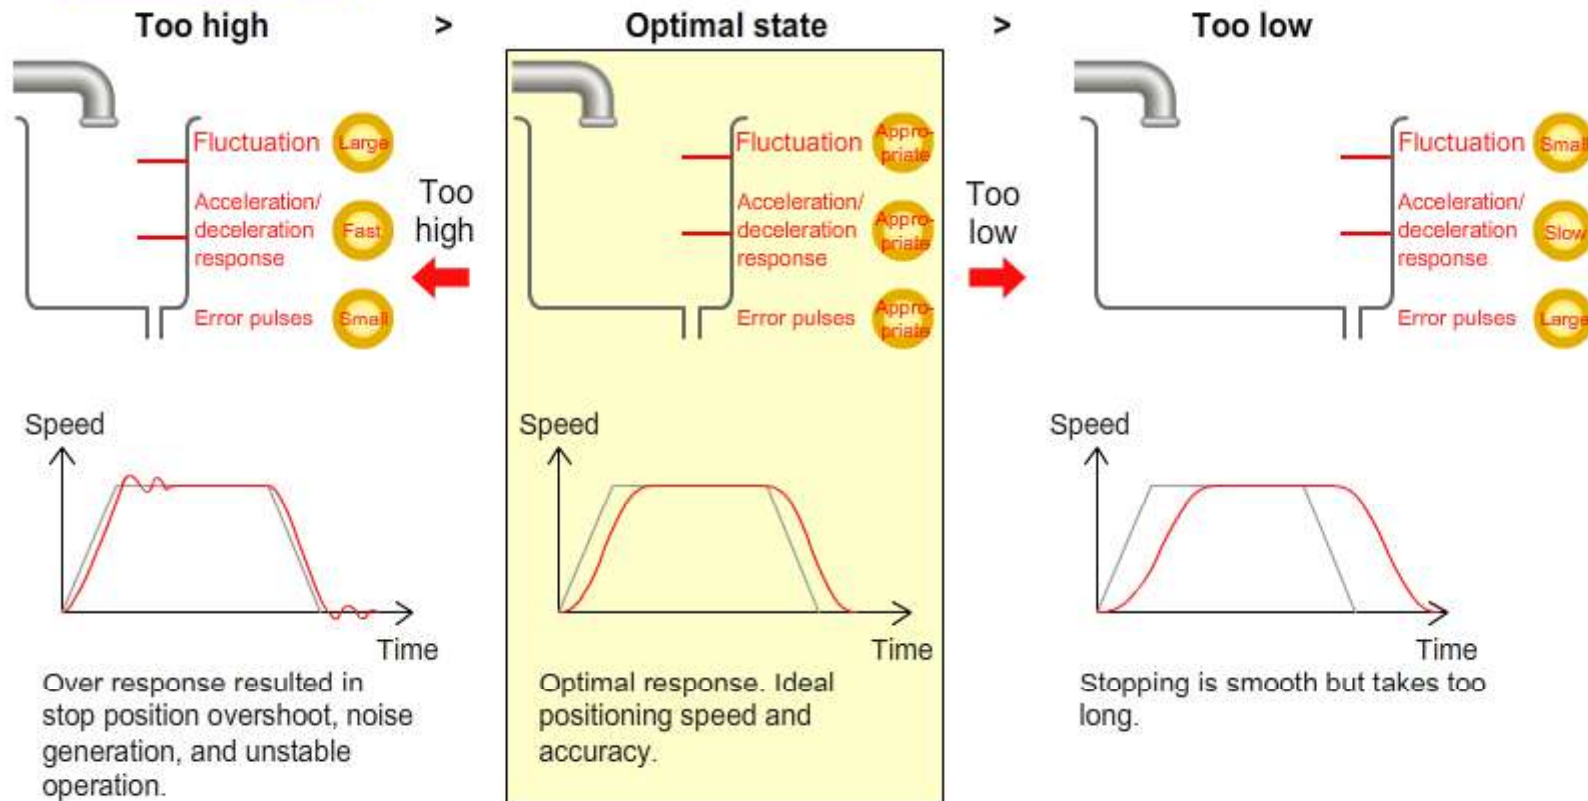 Too high > Optimal state > Too low
Fluctuation Large
Acceleration/
deceleration
response
Fast
Error pulses Small
Too
high
Fluctuation Appro-
priate
Acceleration/
deceleration
response
Appro-
priate
Error pulses Appro-
priate
Too
low
Fluctuation Small
Acceleration/
deceleration
response
Slow
Error pulses Large
Speed
Time
Over response resulted in
stop position overshoot, noise
generation, and unstable
operation.
Speed
Time
Optimal response. Ideal
positioning speed and
accuracy.
Speed
Time
Stopping is smooth but takes too
long.